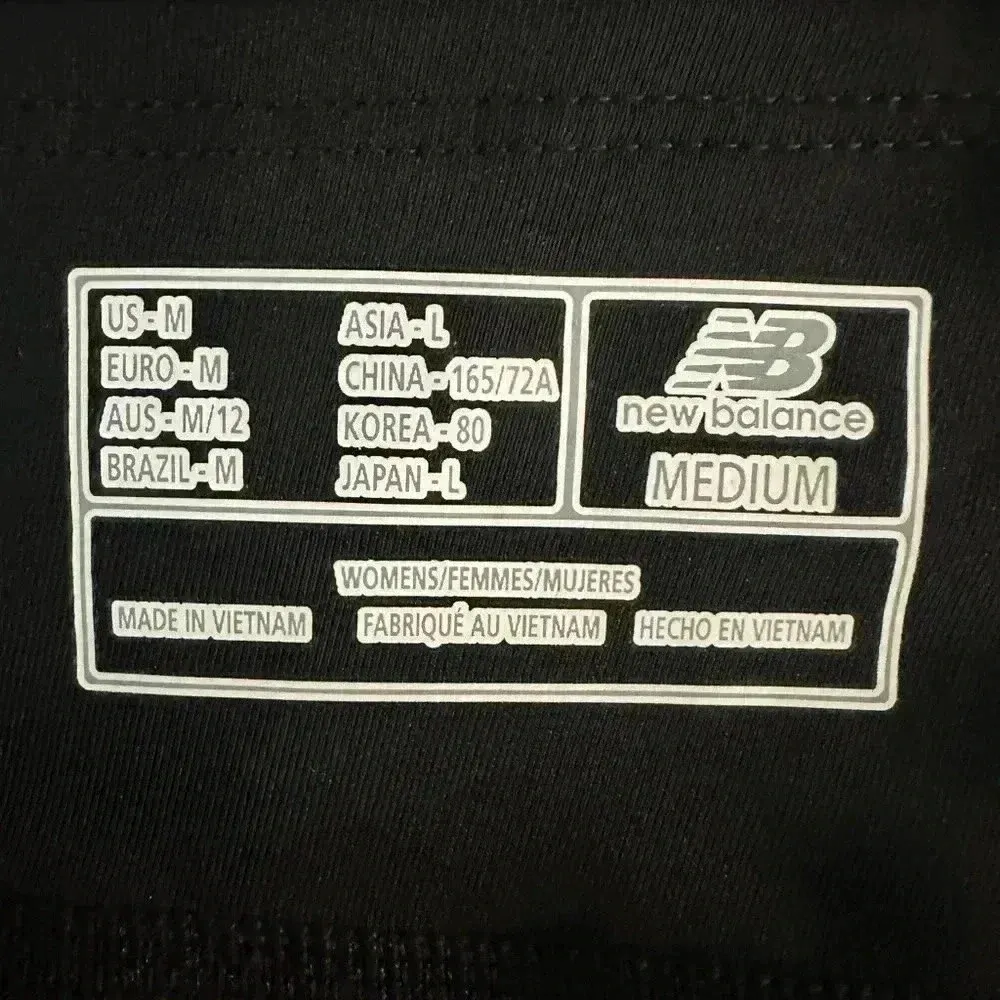 US - M
EURO - M
AUS - M/12
BRAZIL - M
ASIA - L
CHINA - 165/72A
KOREA - 80
JAPAN - L
NB
new balance
MEDIUM
WOMENS/FEMMES/MUJERES
MADE IN VIETNAM FABRIQUÉ AU VIETNAM HECHO EN VIETNAM